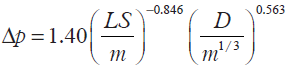 Δp = 1.40 (LS / m)^−0.846 (D / m^1/3)^0.563